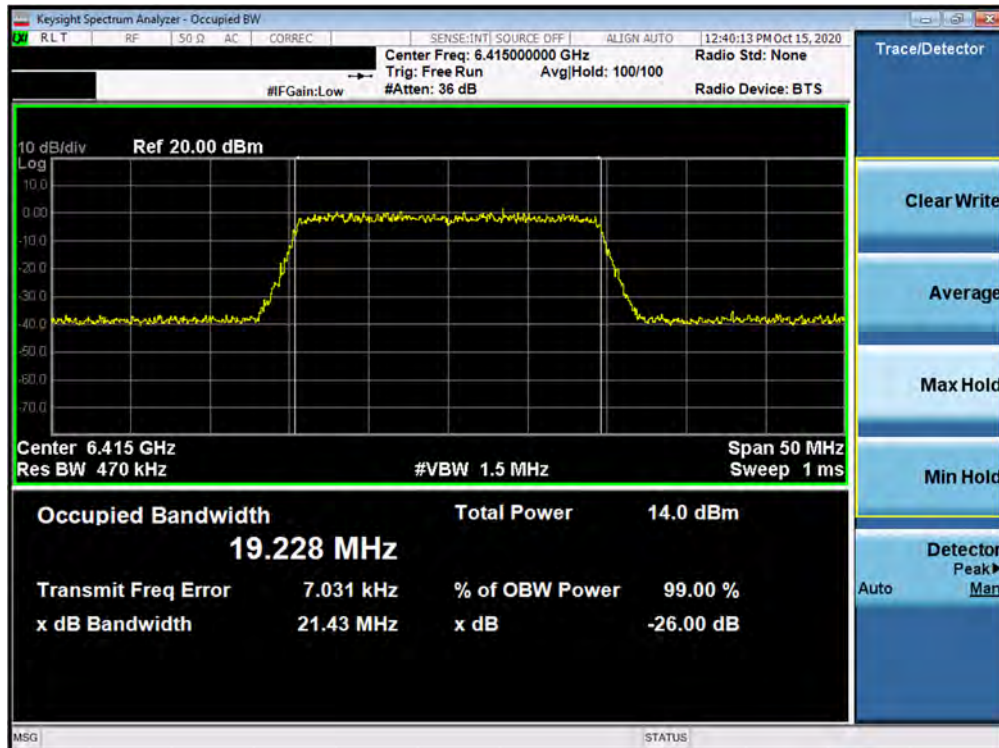 Keysight Spectrum Analyzer - Occupied BW
LXI RLT RF 50 Ω AC CORREC SENSE:INT SOURCE OFF ALIGN AUTO 12:40:13 PM Oct 15, 2020
Center Freq: 6.415000000 GHz Radio Std: None
Trig: Free Run Avg|Hold: 100/100
#IFGain:Low #Atten: 36 dB Radio Device: BTS
Trace/Detector
10 dB/div Ref 20.00 dBm
Log
10.0
0.00
-10.0
-20.0
-30.0
-40.0
-50.0
-60.0
-70.0
Center 6.415 GHz Span 50 MHz
Res BW 470 kHz #VBW 1.5 MHz Sweep 1 ms
Occupied Bandwidth Total Power 14.0 dBm
19.228 MHz
Transmit Freq Error 7.031 kHz % of OBW Power 99.00 %
x dB Bandwidth 21.43 MHz x dB -26.00 dB
Clear Write
Average
Max Hold
Min Hold
Detector
Peak▶
Auto Man
MSG STATUS